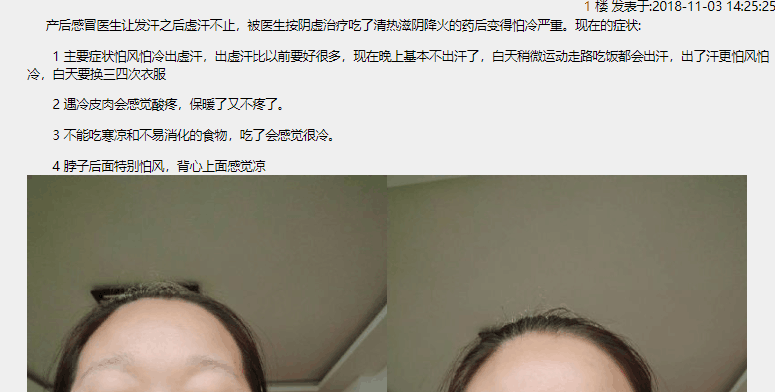 1 楼 发表于:2018-11-03 14:25:25
产后感冒医生让发汗之后虚汗不止，被医生按阴虚治疗吃了清热滋阴降火的药后变得怕冷严重。现在的症状:
1 主要症状怕风怕冷出虚汗，出虚汗比以前要好很多，现在晚上基本不出汗了，白天稍微运动走路吃饭都会出汗，出了汗更怕风怕
冷，白天要换三四次衣服
2 遇冷皮肉会感觉酸疼，保暖了又不疼了。
3 不能吃寒凉和不易消化的食物，吃了会感觉很冷。
4 脖子后面特别怕风，背心上面感觉凉